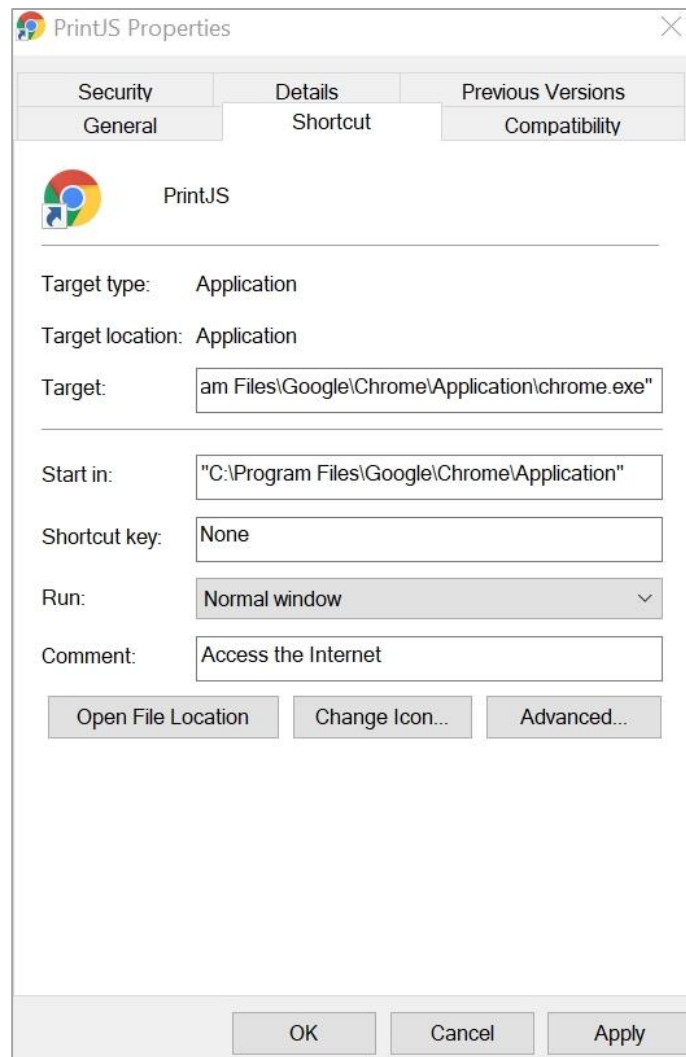 PrintJS Properties
Security Details Previous Versions
General Shortcut Compatibility
PrintJS
Target type: Application
Target location: Application
Target: am Files\Google\Chrome\Application\chrome.exe"
Start in: "C:\Program Files\Google\Chrome\Application"
Shortcut key: None
Run: Normal window
Comment: Access the Internet
Open File Location Change Icon... Advanced...
OK Cancel Apply